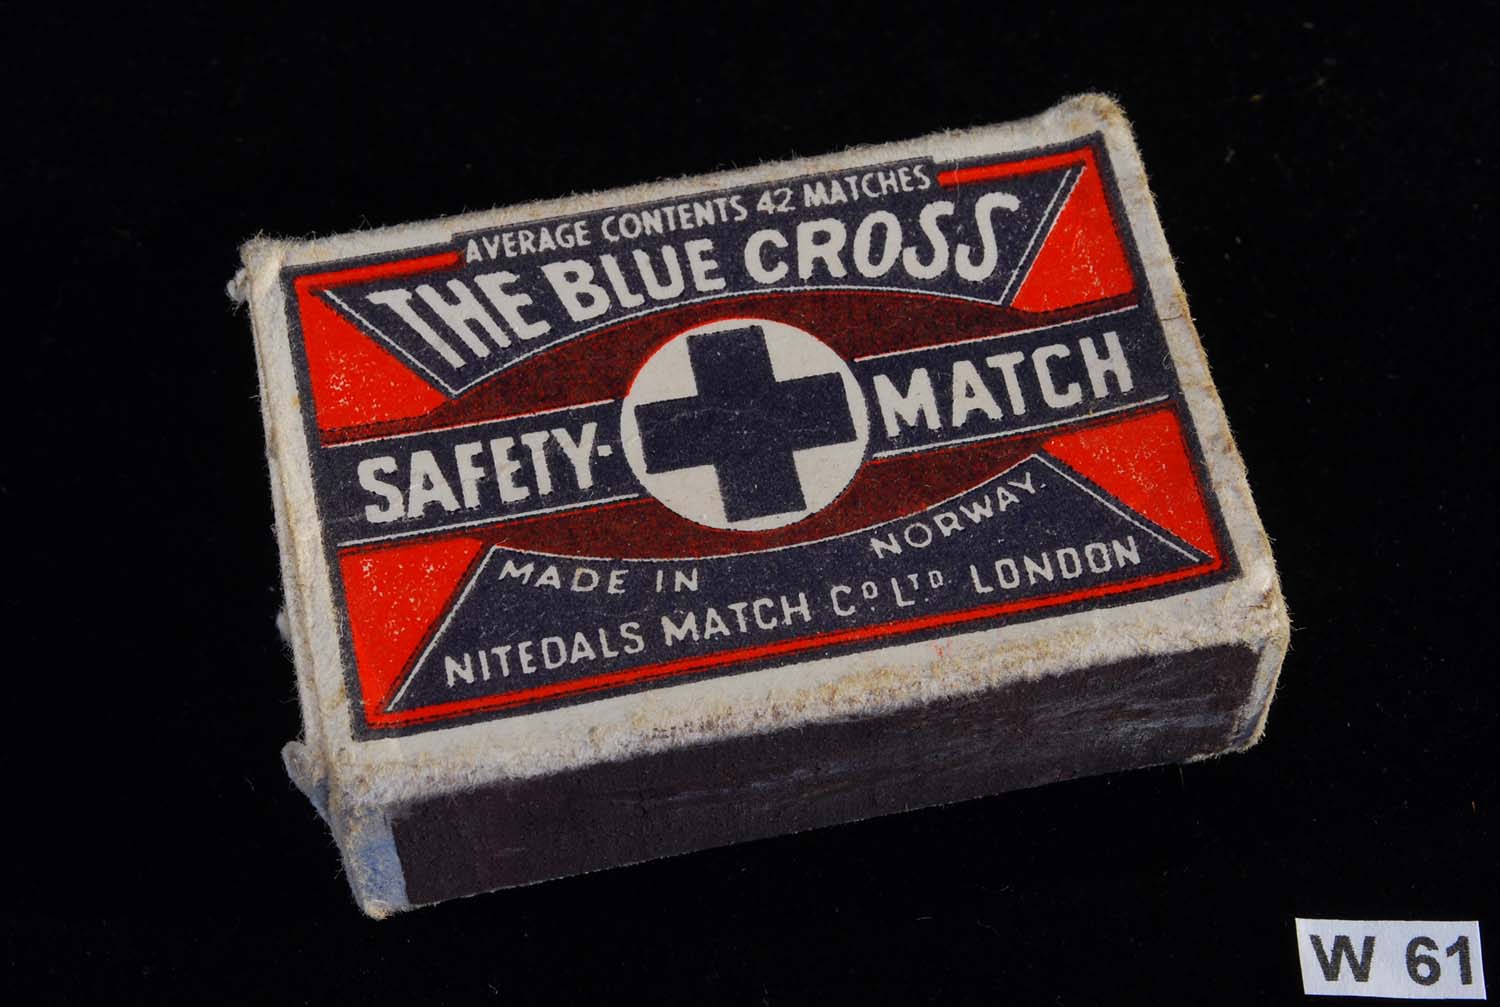 AVERAGE CONTENTS 42 MATCHES
THE BLUE CROSS
SAFETY- MATCH
MADE IN NORWAY.
NITEDALS MATCH CO LTD LONDON
W 61